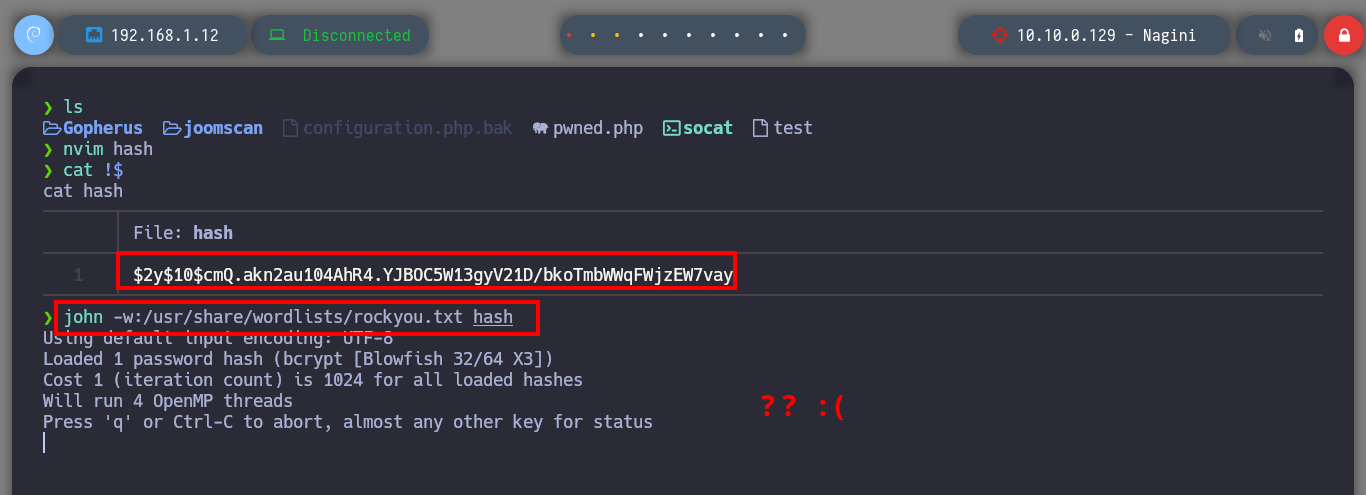 192.168.1.12 Disconnected 10.10.0.129 - Nagini
❯ ls
Gopherus joomscan configuration.php.bak pwned.php socat test
❯ nvim hash
❯ cat !$
cat hash
File: hash
1 $2y$10$cmQ.akn2au104AhR4.YJBOC5W13gyV21D/bkoTmbWWqFWjzEW7vay
❯ john -w:/usr/share/wordlists/rockyou.txt hash
Using default input encoding: UTF-8
Loaded 1 password hash (bcrypt [Blowfish 32/64 X3])
Cost 1 (iteration count) is 1024 for all loaded hashes
Will run 4 OpenMP threads
?? :(
Press 'q' or Ctrl-C to abort, almost any other key for status